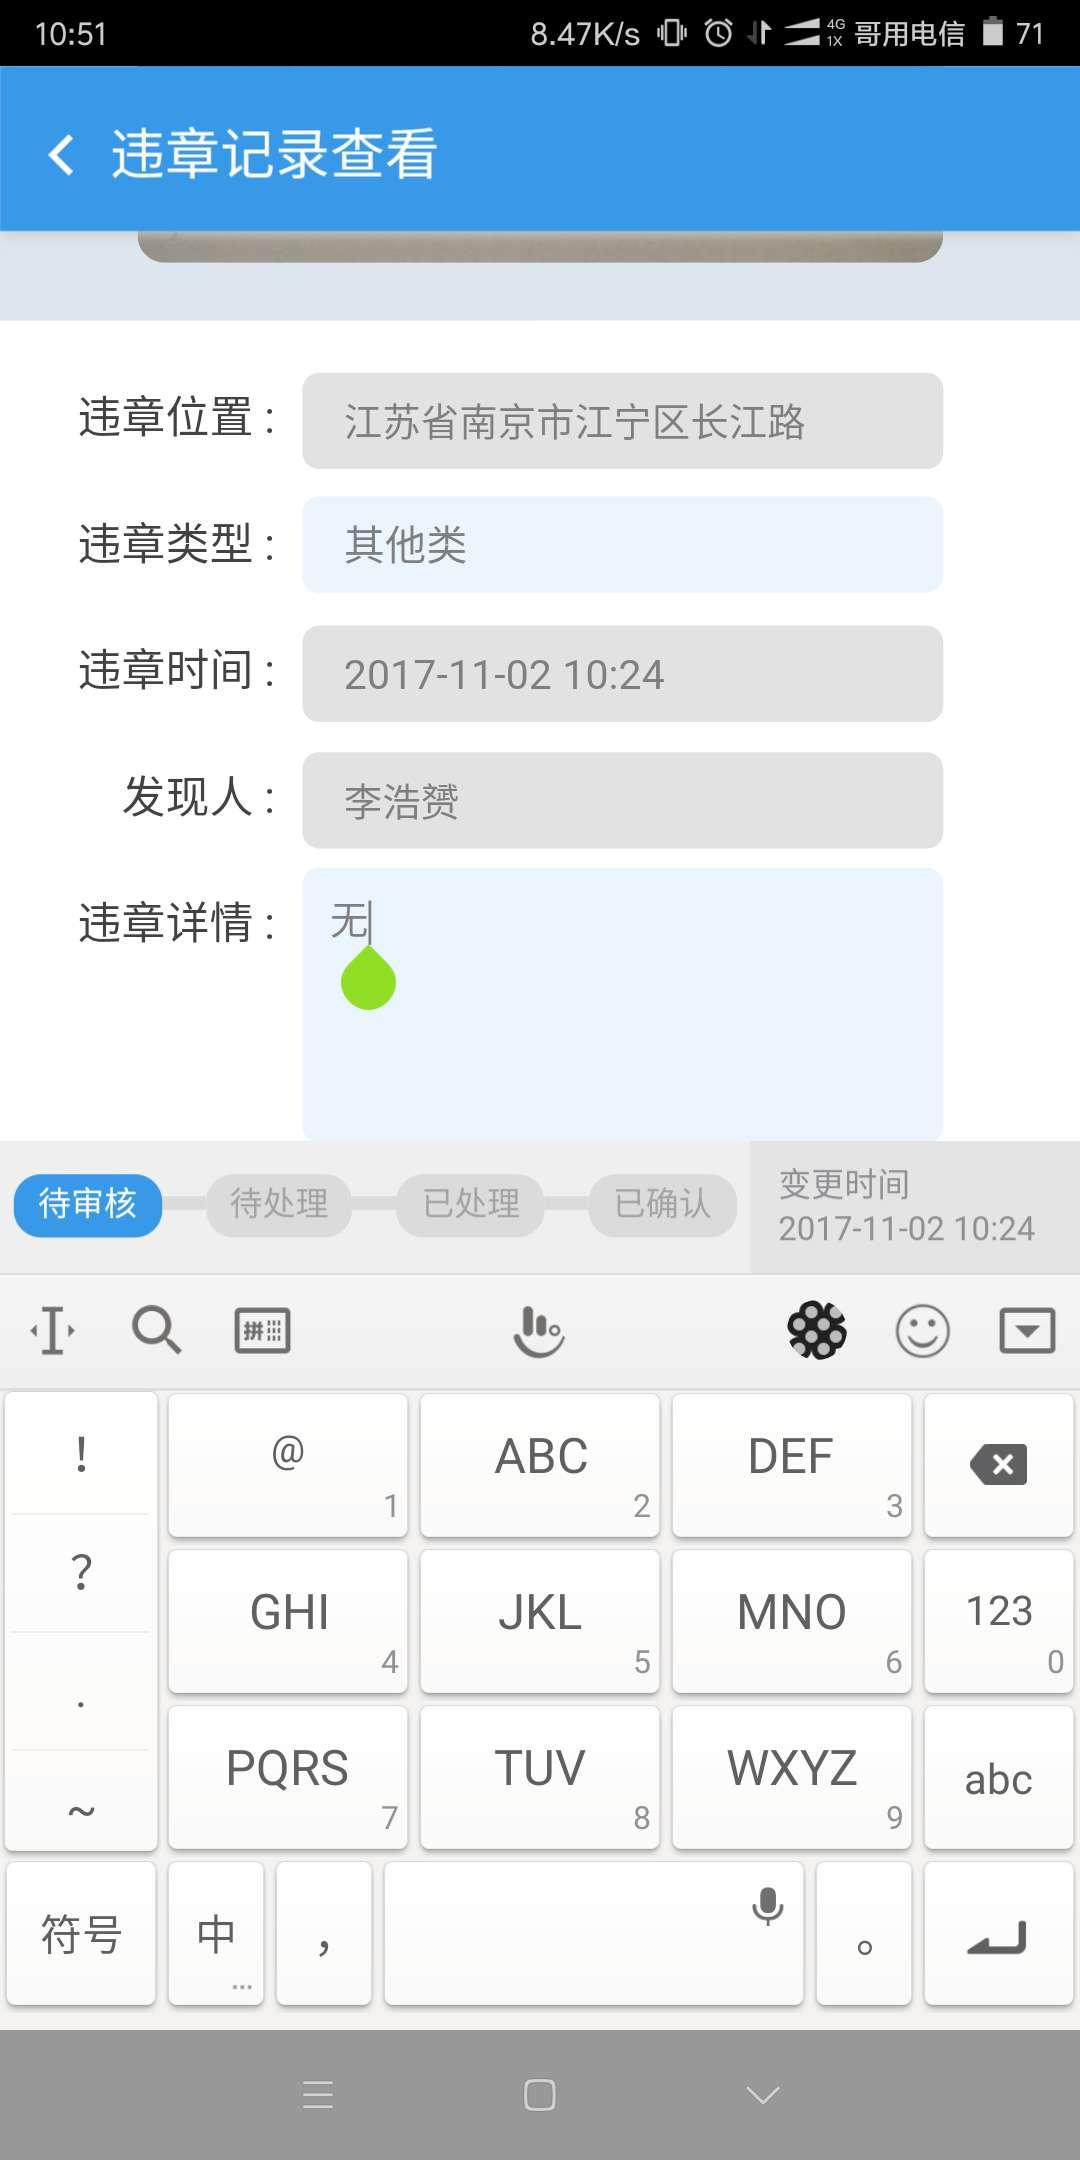 10:51 8.47K/s 4G 1X 哥用电信 71
违章记录查看
违章位置 : 江苏省南京市江宁区长江路
违章类型 : 其他类
违章时间 : 2017-11-02 10:24
发现人 : 李浩赟
违章详情 : 无
待审核 待处理 已处理 已确认
变更时间
2017-11-02 10:24
拼
! @ 1 ABC 2 DEF 3
? GHI 4 JKL 5 MNO 6 123 0
. PQRS 7 TUV 8 WXYZ 9 abc
~
符号 中 ... , 。